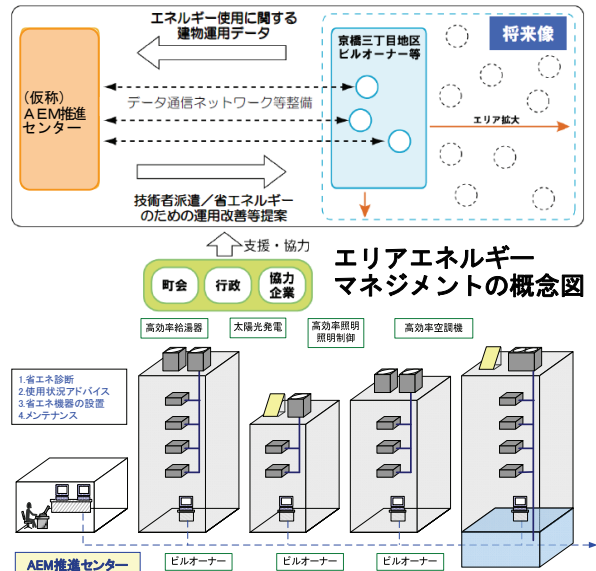 エネルギー使用に関する
建物運用データ
京橋三丁目地区
ビルオーナー等
将来像
(仮称)
AEM推進
センター
データ通信ネットワーク等整備
エリア拡大
技術者派遣／省エネルギー
のための運用改善等提案
支援・協力
町会
行政
協力
企業
エリアエネルギー
マネジメントの概念図
高効率給湯器
太陽光発電
高効率照明
照明制御
高効率空調機
1.省エネ診断
2.使用状況アドバイス
3.省エネ機器の設置
4.メンテナンス
AEM推進センター
ビルオーナー
ビルオーナー
ビルオーナー